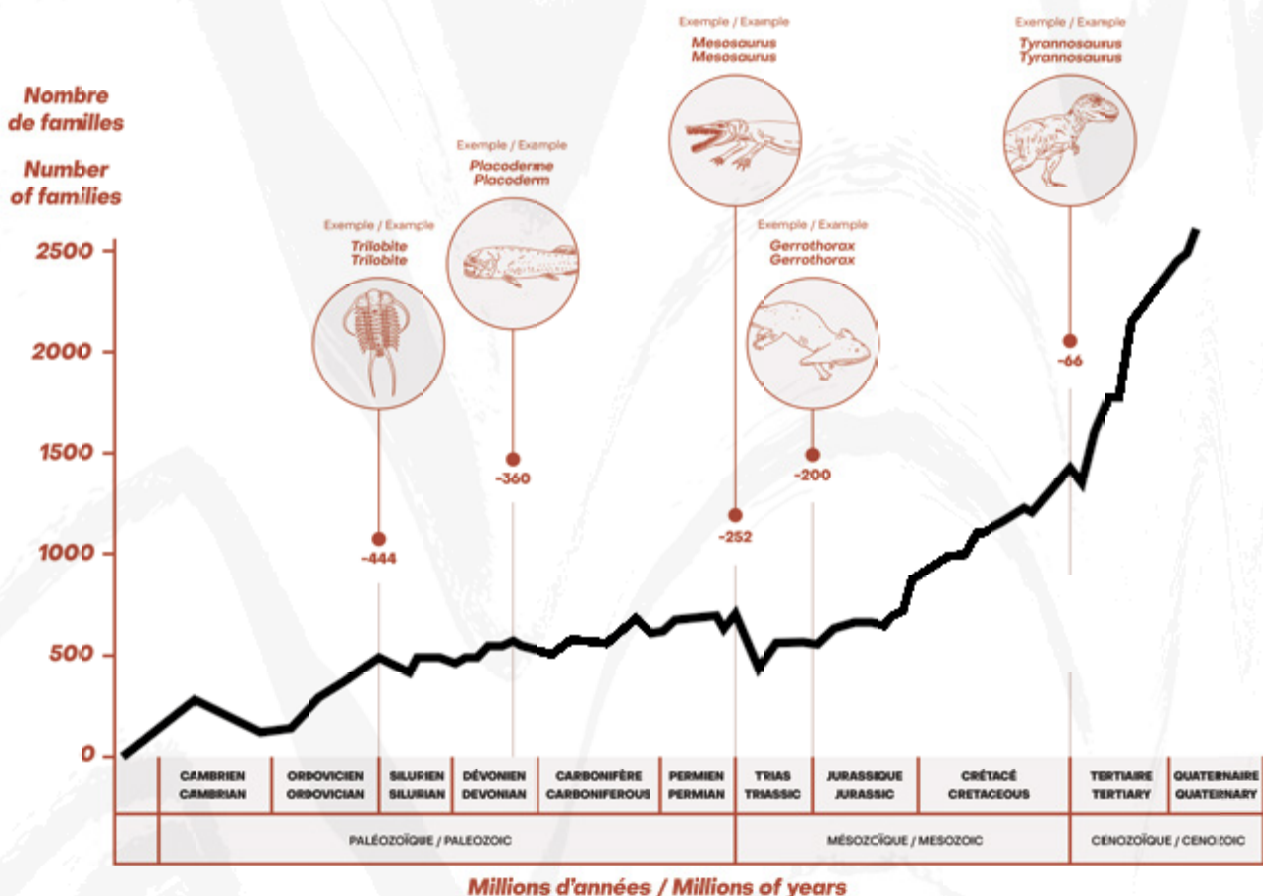 Nombre
de familles
Number
of families
Exemple / Example
Trilobite
Trilobite
-444
Exemple / Example
Placoderme
Placoderm
-360
Exemple / Example
Mesosaurus
Mesosaurus
-252
Exemple / Example
Gerrothorax
Gerrothorax
-200
Exemple / Example
Tyrannosaurus
Tyrannosaurus
-66
2500
2000
1500
1000
500
0
CAMBRIEN
CAMBRIAN
ORDOVICIEN
ORDOVICIAN
SILURIEN
SILURIAN
DÉVONIEN
DEVONIAN
CARBONIFÈRE
CARBONIFEROUS
PERMIEN
PERMIAN
TRIAS
TRIASSIC
JURASSIQUE
JURASSIC
CRÉTACÉ
CRETACEOUS
TERTIAIRE
TERTIARY
QUATERNAIRE
QUATERNARY
PALÉOZOÏQUE / PALEOZOIC
MÉSOZOÏQUE / MESOZOIC
CÉNOZOÏQUE / CENOZOIC
Millions d'années / Millions of years